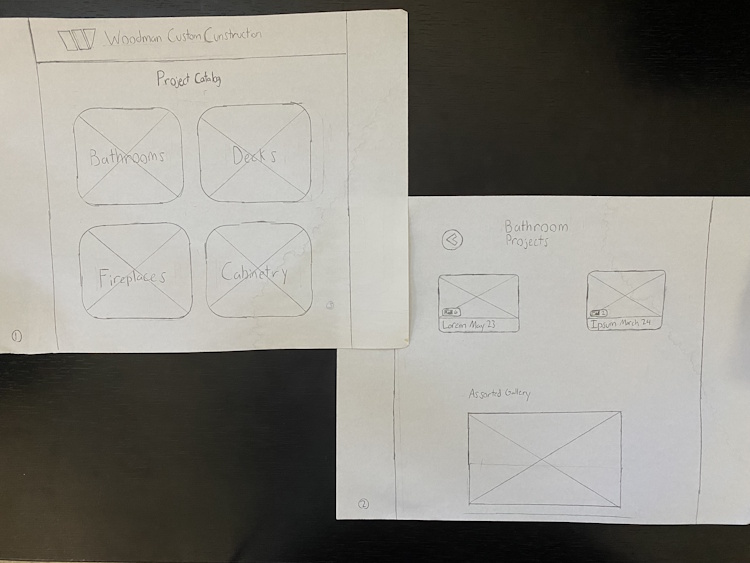 Woodman Custom Cunstructon
Project Catalog
Bathrooms
Decks
Fireplaces
Cabinetry
1
Bathroom
Projects
Lorem May 23
Ipsum March 24
Assorted Gallery
2